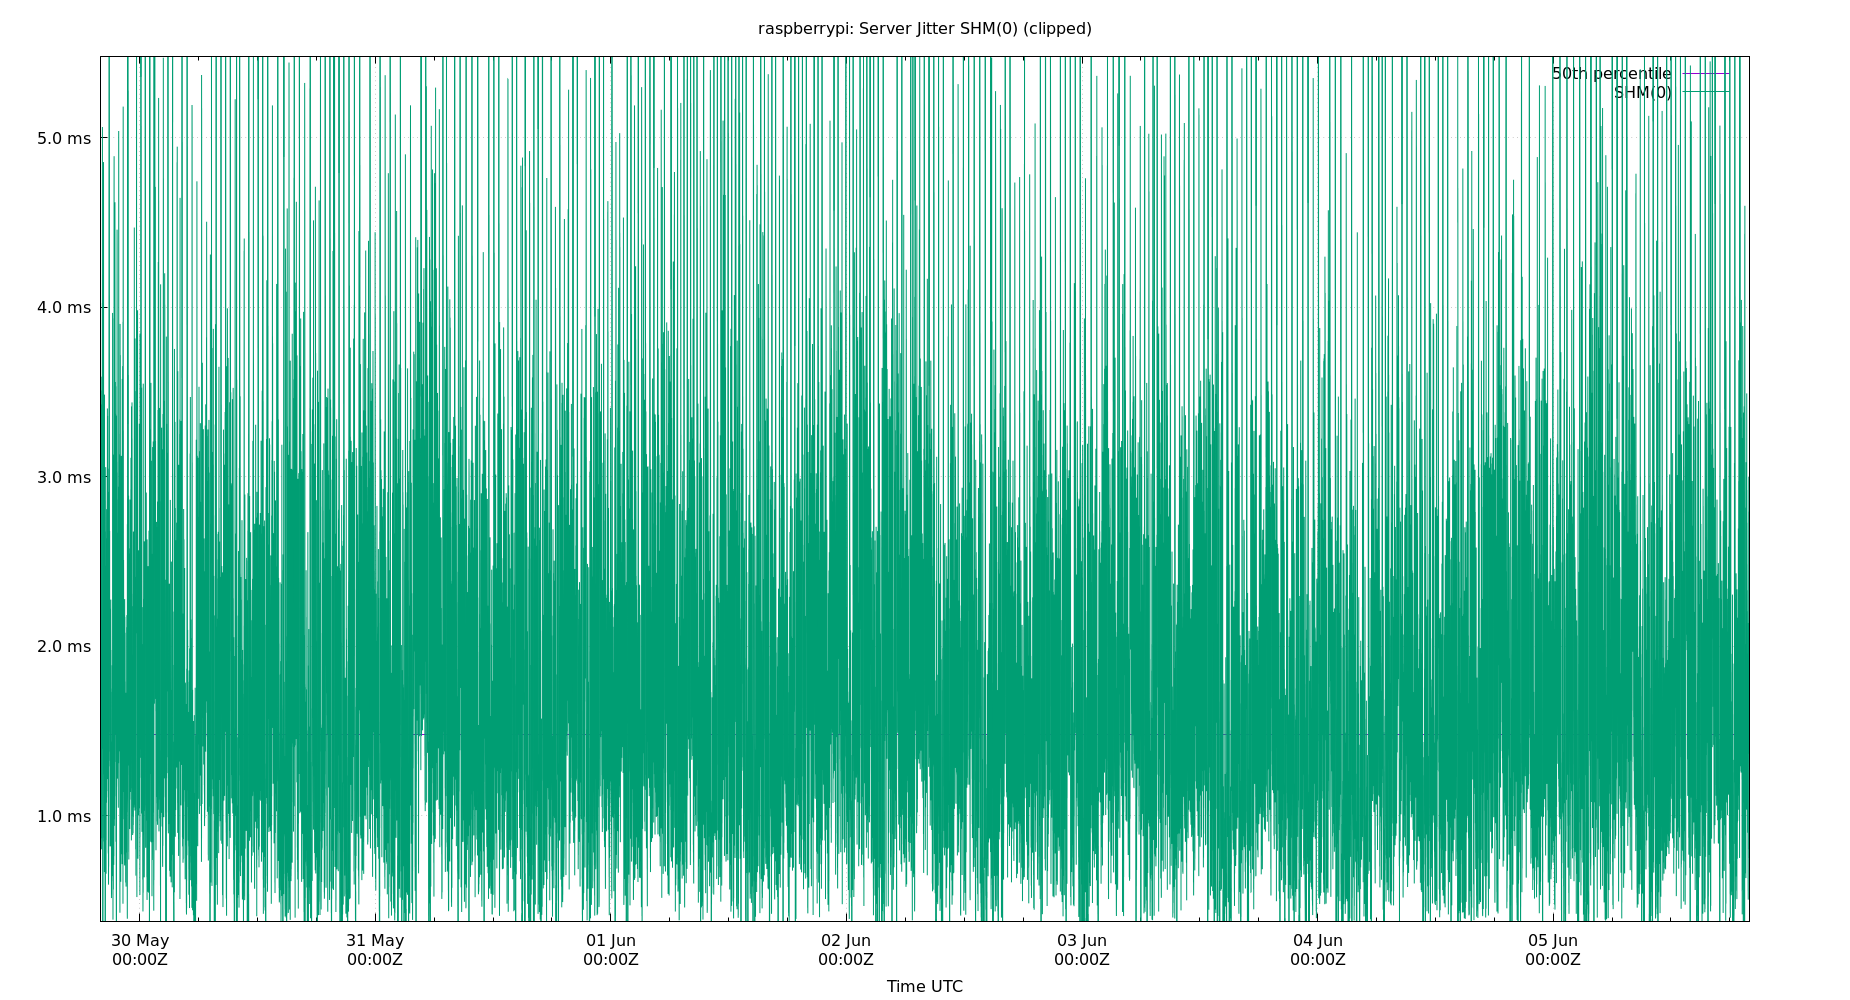 raspberrypi: Server Jitter SHM(0) (clipped)
50th percentile
SHM(0)
5.0 ms
4.0 ms
3.0 ms
2.0 ms
1.0 ms
30 May 31 May 01 Jun 02 Jun 03 Jun 04 Jun 05 Jun
00:00Z 00:00Z 00:00Z 00:00Z 00:00Z 00:00Z 00:00Z
Time UTC